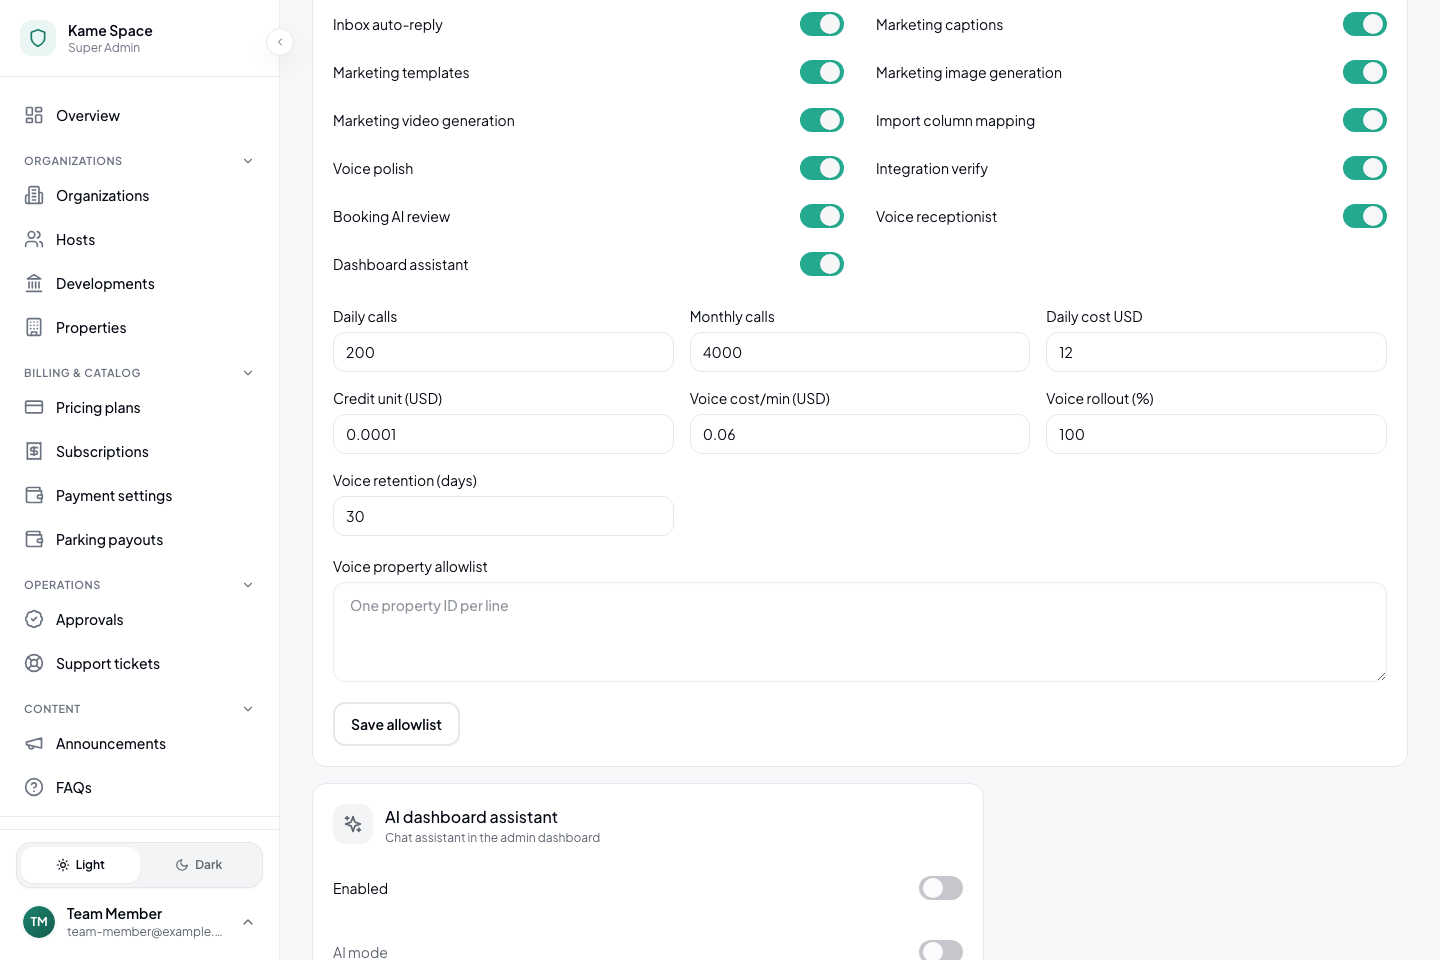 Kame Space
Super Admin
Overview
ORGANIZATIONS
Organizations
Hosts
Developments
Properties
BILLING & CATALOG
Pricing plans
Subscriptions
Payment settings
Parking payouts
OPERATIONS
Approvals
Support tickets
CONTENT
Announcements
FAQs
Light
Dark
TM
Team Member
team-member@example....
Inbox auto-reply
Marketing captions
Marketing templates
Marketing image generation
Marketing video generation
Import column mapping
Voice polish
Integration verify
Booking AI review
Voice receptionist
Dashboard assistant
Daily calls
Monthly calls
Daily cost USD
200
4000
12
Credit unit (USD)
Voice cost/min (USD)
Voice rollout (%)
0.0001
0.06
100
Voice retention (days)
30
Voice property allowlist
One property ID per line
Save allowlist
AI dashboard assistant
Chat assistant in the admin dashboard
Enabled
AI mode